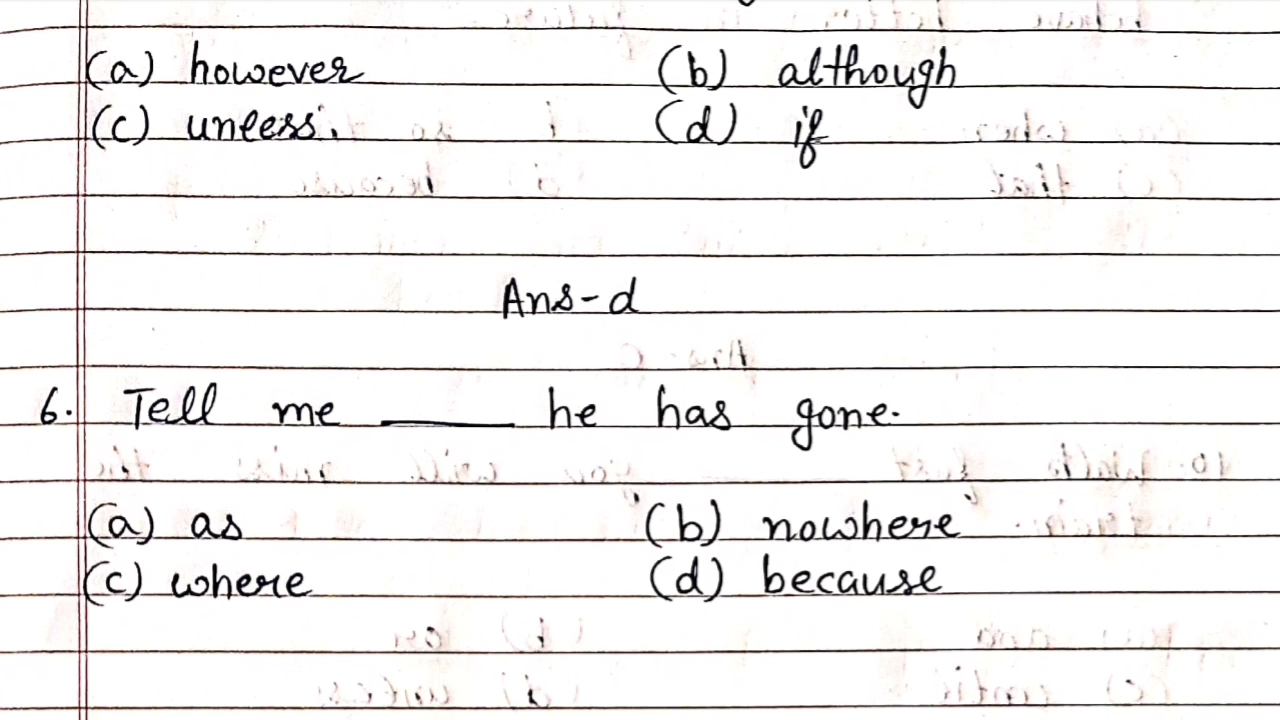 (a) however (b) although
(c) unless. (d) if
Ans-d
6. Tell me ____ he has gone.
(a) as (b) nowhere
(c) where (d) because